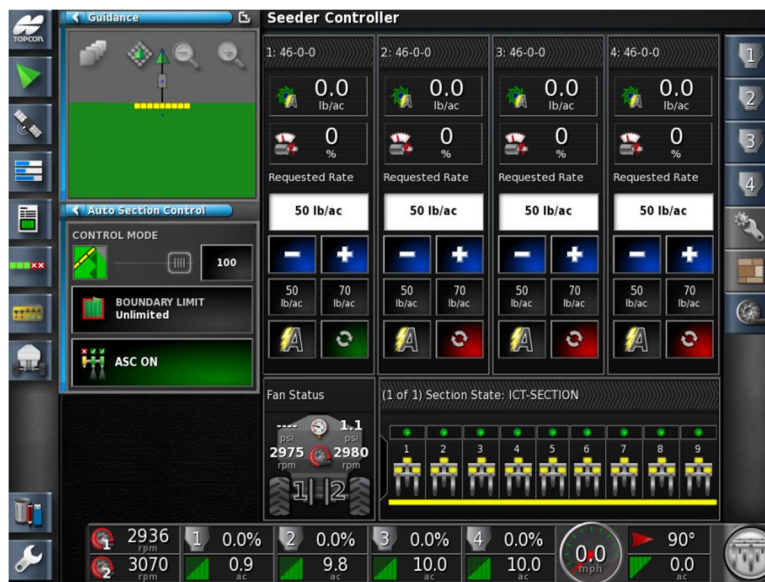 TOPCON
Guidance
Seeder Controller
1: 46-0-0
2: 46-0-0
3: 46-0-0
4: 46-0-0
0.0
lb/ac
0.0
lb/ac
0.0
lb/ac
0.0
lb/ac
0
%
0
%
0
%
0
%
Requested Rate
Requested Rate
Requested Rate
Requested Rate
50 lb/ac
50 lb/ac
50 lb/ac
50 lb/ac
50
lb/ac
70
lb/ac
50
lb/ac
70
lb/ac
50
lb/ac
70
lb/ac
50
lb/ac
70
lb/ac
A
A
A
A
Auto Section Control
CONTROL MODE
100
BOUNDARY LIMIT
Unlimited
ASC ON
1
2
3
4
Fan Status
----
psi
1.1
psi
2975
rpm
2980
rpm
1
2
(1 of 1) Section State: ICT-SECTION
1 2 3 4 5 6 7 8 9
1
2936
rpm
2
3070
rpm
1
0.0%
0.9
ac
2
0.0%
9.8
ac
3
0.0%
10.0
ac
4
0.0%
10.0
ac
0.0
mph
90°
0.0
ac